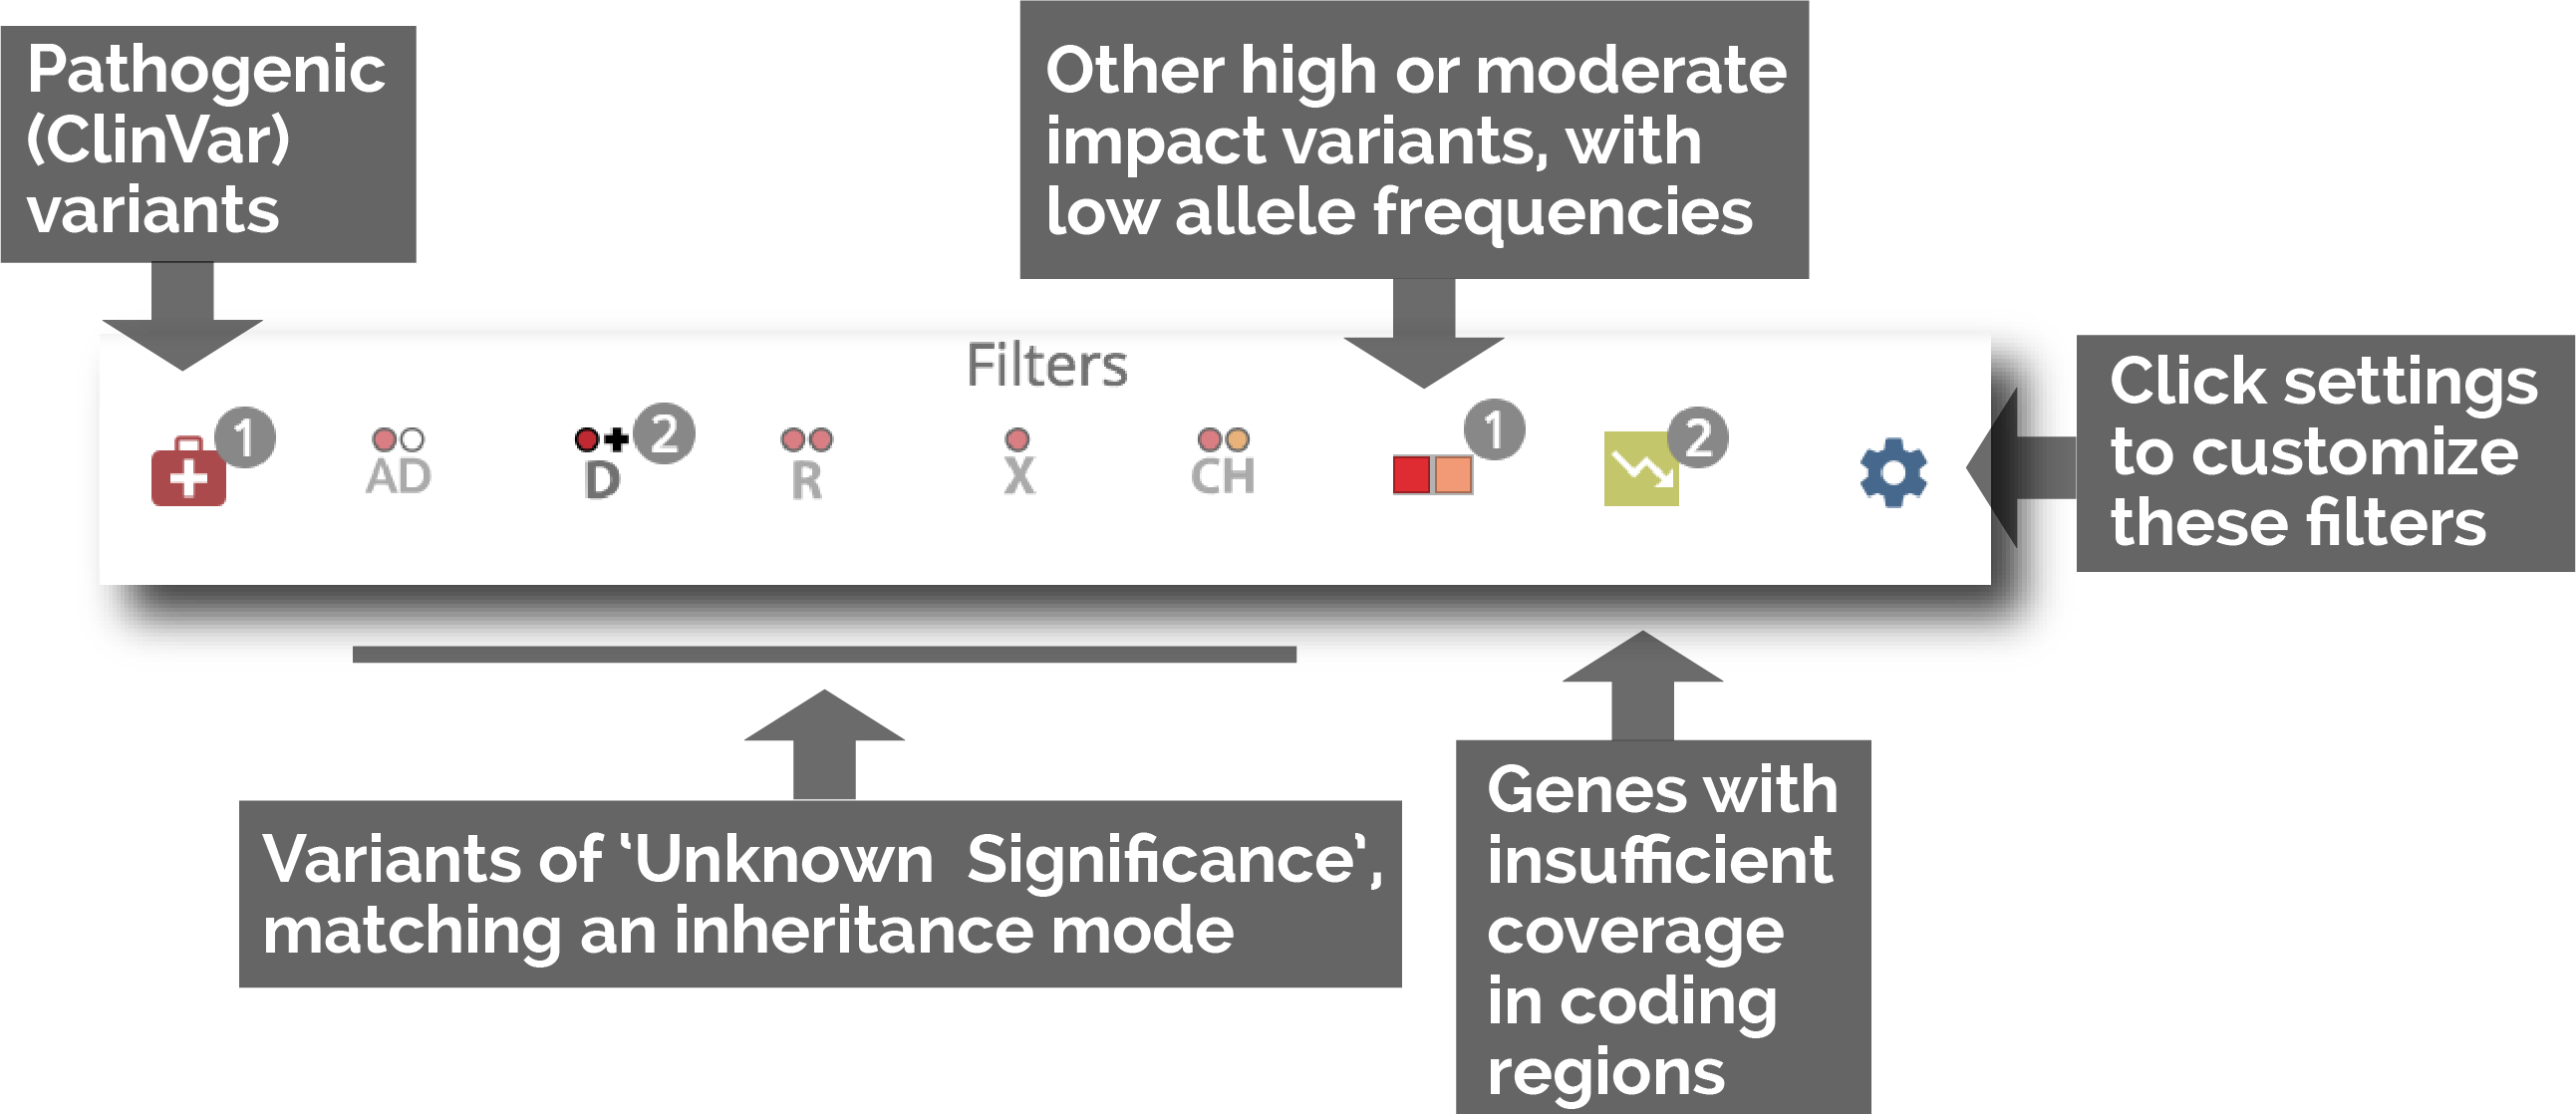 Pathogenic
(ClinVar)
variants
Other high or moderate
impact variants, with
low allele frequencies
Filters
1
AD
D
2
R
X
CH
1
2
Click settings
to customize
these filters
Variants of ‘Unknown  Significance’,
matching an inheritance mode
Genes with
insufficient
coverage
in coding
regions